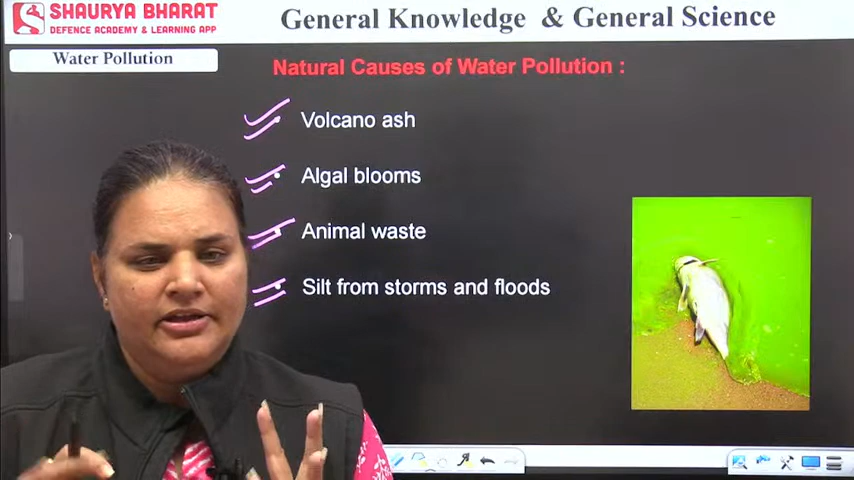 SHAURYA BHARAT
DEFENCE ACADEMY & LEARNING APP
General Knowledge & General Science
Water Pollution
Natural Causes of Water Pollution :
Volcano ash
Algal blooms
Animal waste
Silt from storms and floods